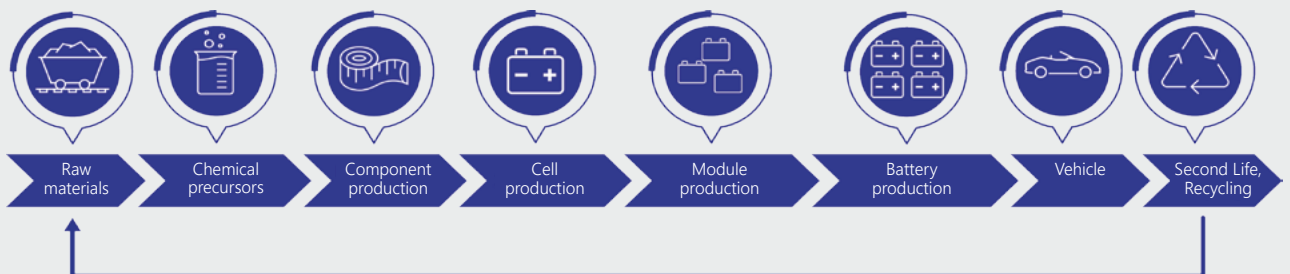 Raw
materials
Chemical
precursors
Component
production
Cell
production
Module
production
Battery
production
Vehicle
Second Life,
Recycling